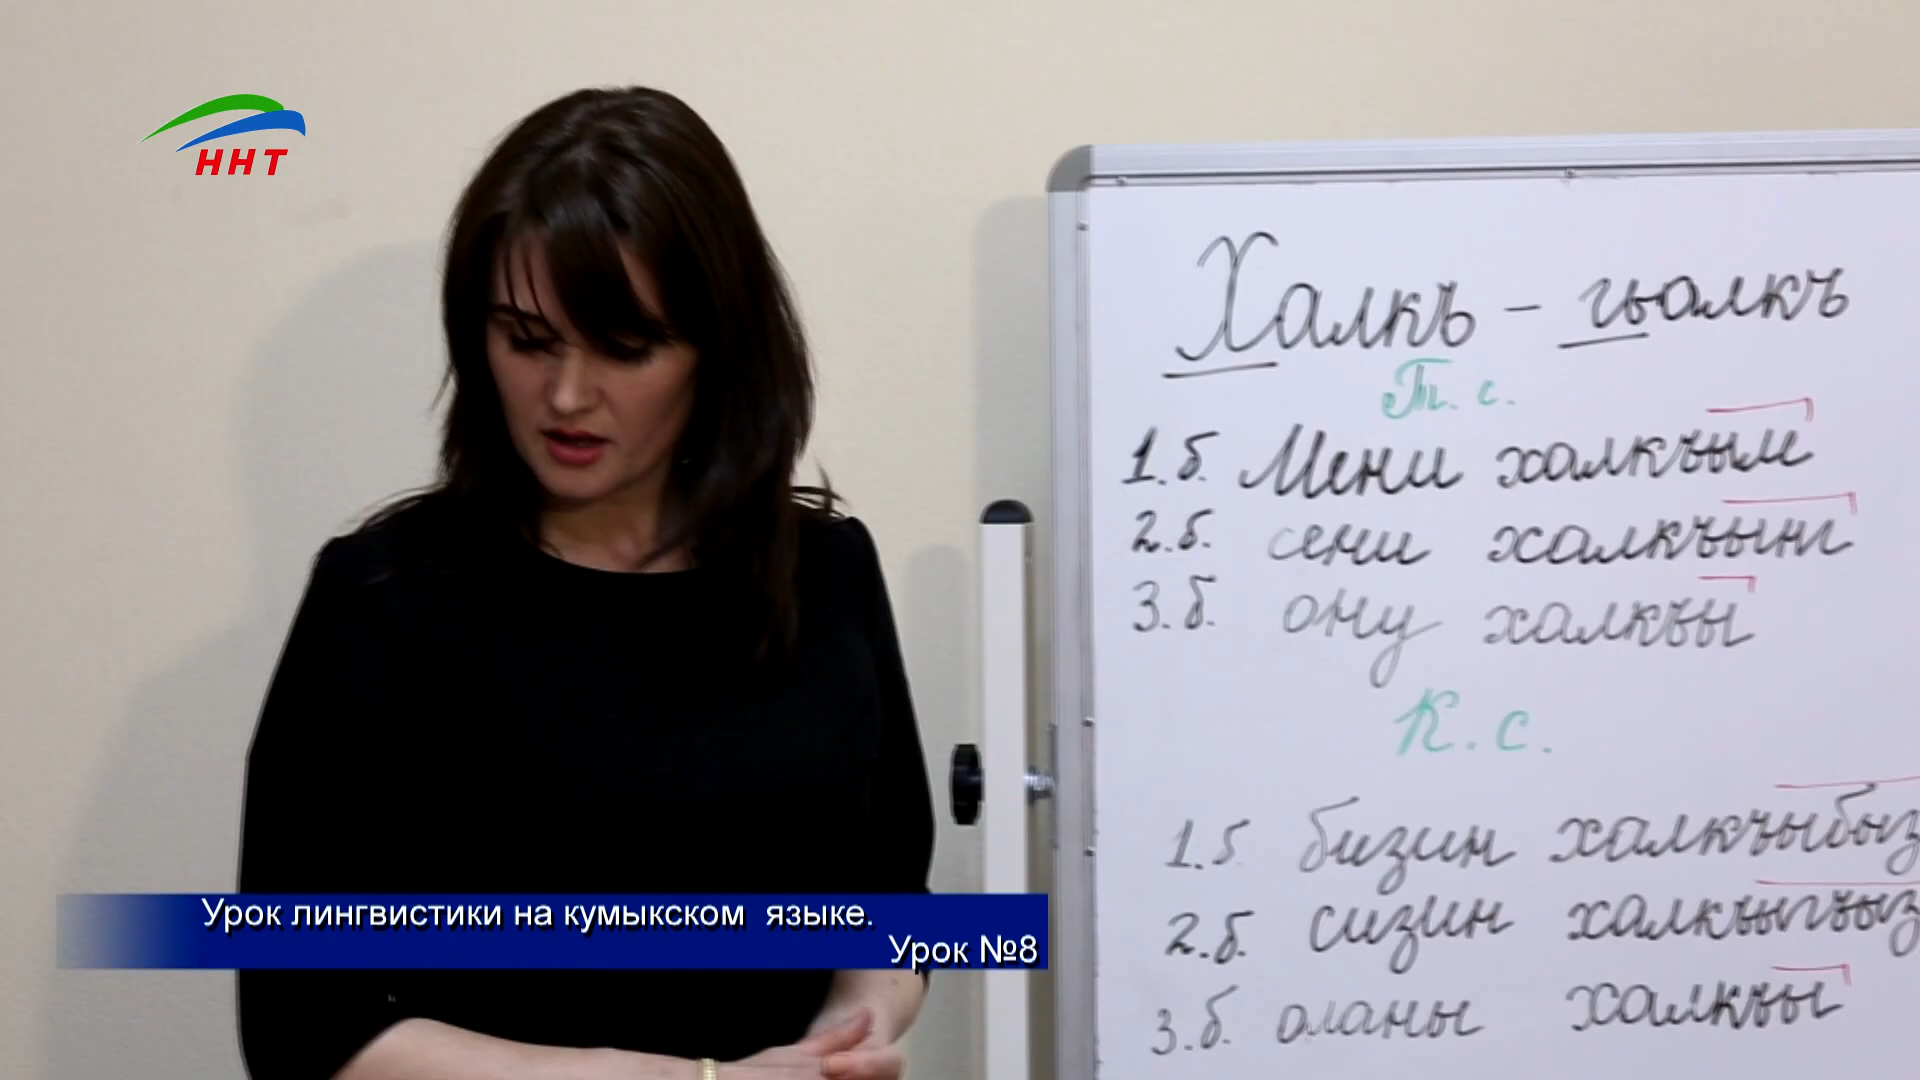 ННТ
Халкъ - гьалкъ
Т. с.
1.б. Мени халкъым
2.б. сени халкъынг
3.б. ону халкъы
К. с.
1.б. бизин халкъыбыз
2.б. сизин халкъыгъыз
3.б. оланы халкъы
Урок лингвистики на кумыкском языке.
Урок №8